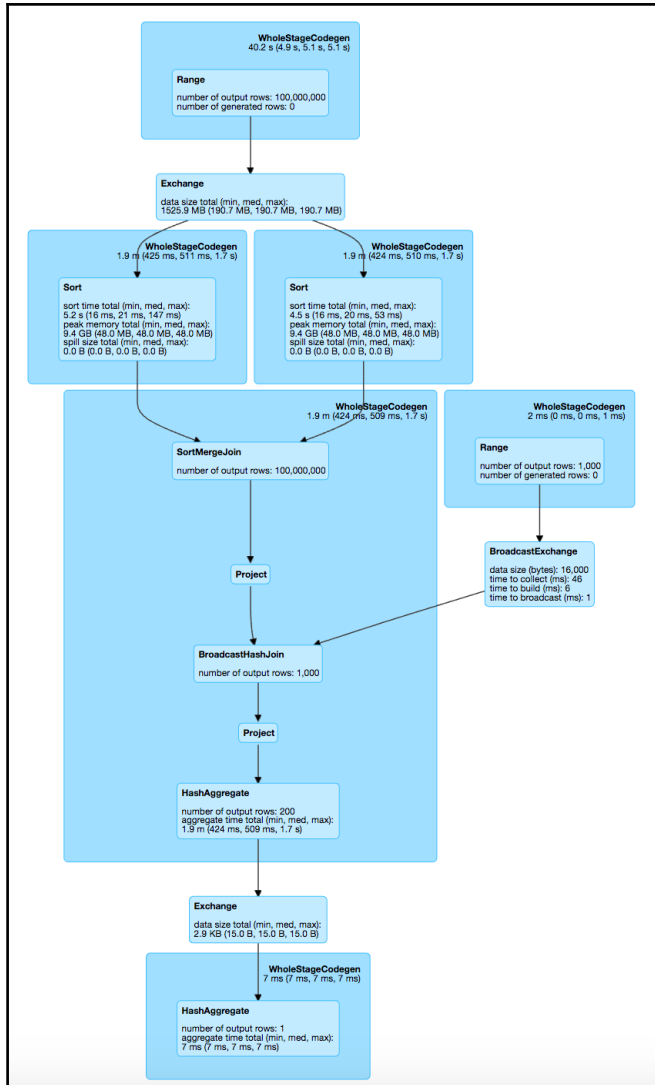 WholeStageCodegen
40.2 s (4.9 s, 5.1 s, 5.1 s)
Range
number of output rows: 100,000,000
number of generated rows: 0
Exchange
data size total (min, med, max):
1525.9 MB (190.7 MB, 190.7 MB, 190.7 MB)
WholeStageCodegen
1.9 m (425 ms, 511 ms, 1.7 s)
Sort
sort time total (min, med, max):
5.2 s (16 ms, 21 ms, 147 ms)
peak memory total (min, med, max):
9.4 GB (48.0 MB, 48.0 MB, 48.0 MB)
spill size total (min, med, max):
0.0 B (0.0 B, 0.0 B, 0.0 B)
WholeStageCodegen
1.9 m (424 ms, 510 ms, 1.7 s)
Sort
sort time total (min, med, max):
4.5 s (16 ms, 20 ms, 53 ms)
peak memory total (min, med, max):
9.4 GB (48.0 MB, 48.0 MB, 48.0 MB)
spill size total (min, med, max):
0.0 B (0.0 B, 0.0 B, 0.0 B)
WholeStageCodegen
1.9 m (424 ms, 509 ms, 1.7 s)
SortMergeJoin
number of output rows: 100,000,000
Project
WholeStageCodegen
2 ms (0 ms, 0 ms, 1 ms)
Range
number of output rows: 1,000
number of generated rows: 0
BroadcastExchange
data size (bytes): 16,000
time to collect (ms): 46
time to build (ms): 6
time to broadcast (ms): 1
BroadcastHashJoin
number of output rows: 1,000
Project
HashAggregate
number of output rows: 200
aggregate time total (min, med, max):
1.9 m (424 ms, 509 ms, 1.7 s)
Exchange
data size total (min, med, max):
2.9 KB (15.0 B, 15.0 B, 15.0 B)
WholeStageCodegen
7 ms (7 ms, 7 ms, 7 ms)
HashAggregate
number of output rows: 1
aggregate time total (min, med, max):
7 ms (7 ms, 7 ms, 7 ms)